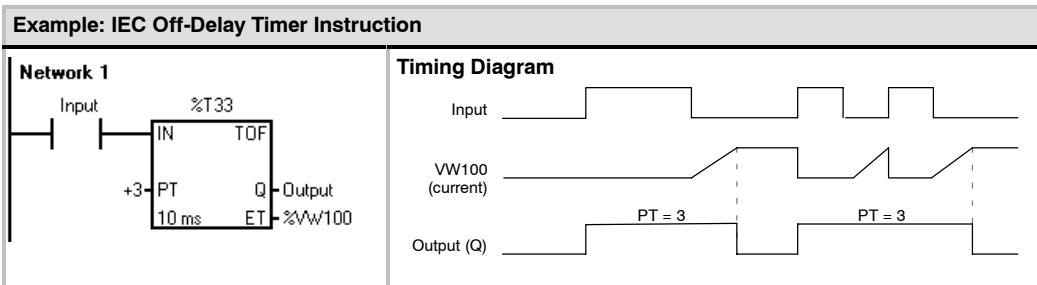 Example: IEC Off-Delay Timer Instruction
Network 1
Input
%T33
IN TOF
+3 PT Q Output
10 ms ET %VW100
Timing Diagram
Input
VW100
(current)
PT = 3 PT = 3
Output (Q)